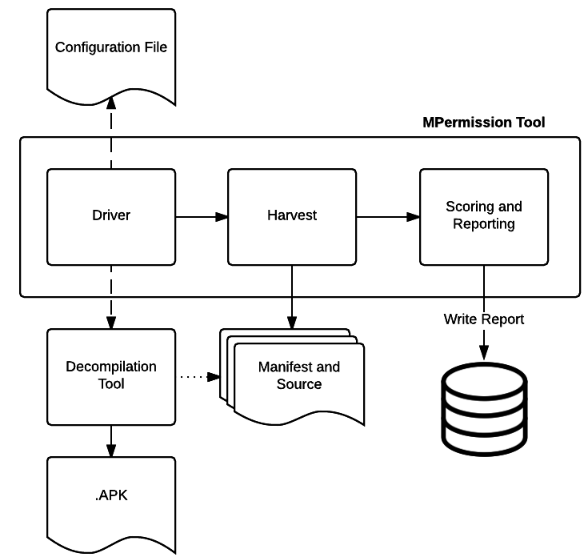 Configuration File
MPermission Tool
Driver
Harvest
Scoring and
Reporting
Write Report
Decompilation
Tool
Manifest and
Source
.APK